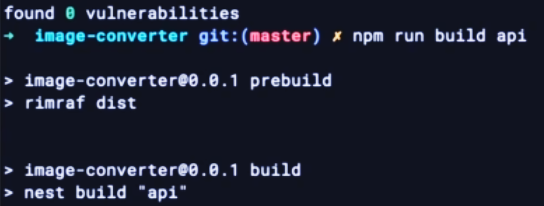 found 0 vulnerabilities
→ image-converter git:(master) ✗ npm run build api
> image-converter@0.0.1 prebuild
> rimraf dist
> image-converter@0.0.1 build
> nest build "api"